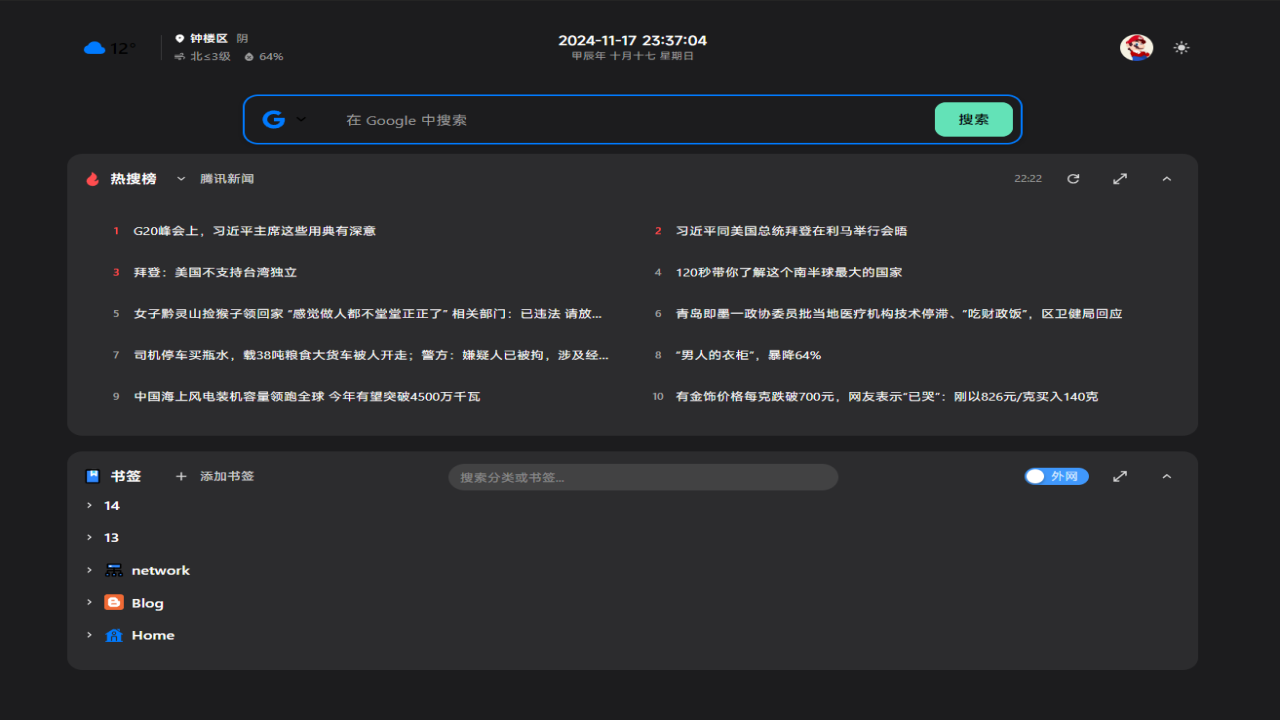 12°
钟楼区 阴
北≤3级 64%
2024-11-17 23:37:04
甲辰年 十月十七 星期日
在 Google 中搜索
搜索
热搜榜 腾讯新闻 22:22
1 G20峰会上，习近平主席这些用典有深意
2 习近平同美国总统拜登在利马举行会晤
3 拜登：美国不支持台湾独立
4 120秒带你了解这个南半球最大的国家
5 女子黔灵山捡猴子领回家 “感觉做人都不堂堂正正了” 相关部门：已违法 请放...
6 青岛即墨一政协委员批当地医疗机构技术停滞、“吃财政饭”，区卫健局回应
7 司机停车买瓶水，载38吨粮食大货车被人开走；警方：嫌疑人已被拘，涉及经...
8 “男人的衣柜”，暴降64%
9 中国海上风电装机容量领跑全球 今年有望突破4500万千瓦
10 有金饰价格每克跌破700元，网友表示“已哭”：刚以826元/克买入140克
书签 添加书签 搜索分类或书签... 外网
14
13
network
Blog
Home